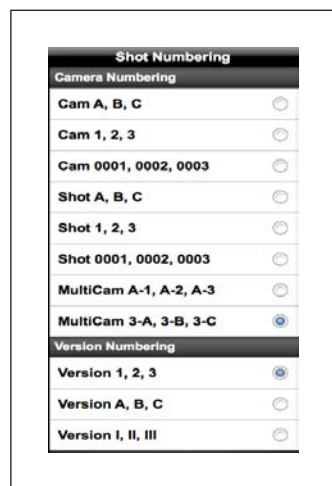 Shot Numbering
Camera Numbering
Cam A, B, C
Cam 1, 2, 3
Cam 0001, 0002, 0003
Shot A, B, C
Shot 1, 2, 3
Shot 0001, 0002, 0003
MultiCam A-1, A-2, A-3
MultiCam 3-A, 3-B, 3-C
Version Numbering
Version 1, 2, 3
Version A, B, C
Version I, II, III